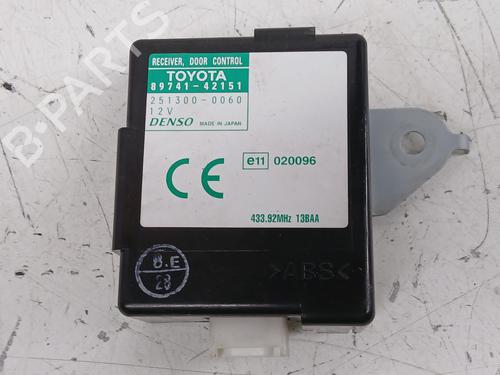 RECEIVER, DOOR CONTROL
TOYOTA
89741-42151
251300-0060
12V
DENSO MADE IN JAPAN
CE
e11 020096
433.92MHz 13BAA
8.E
28
>ABS<